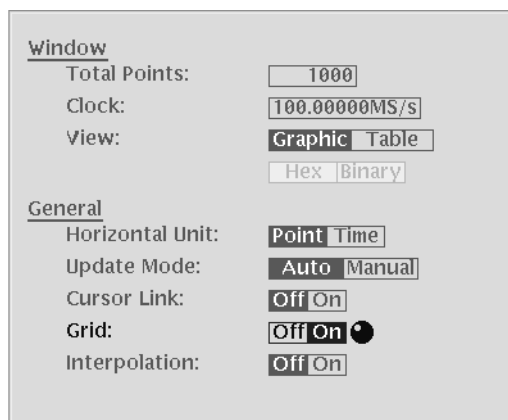 Window
Total Points: 1000
Clock: 100.00000MS/s
View: Graphic Table
Hex Binary
General
Horizontal Unit: Point Time
Update Mode: Auto Manual
Cursor Link: Off On
Grid: Off On
Interpolation: Off On